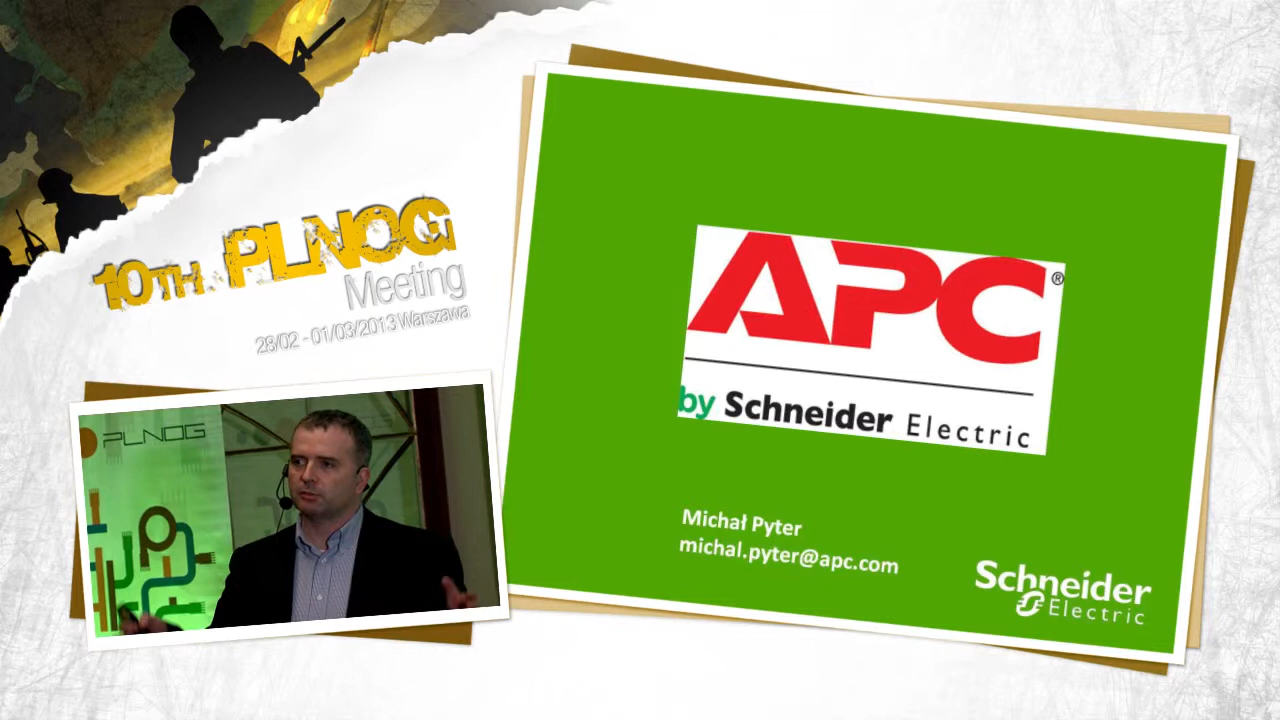 10TH. PLNOG
Meeting
28/02 - 01/03/2013 Warszawa
PLNOG
APC®
by Schneider Electric
Michał Pyter
michal.pyter@apc.com
Schneider
Electric